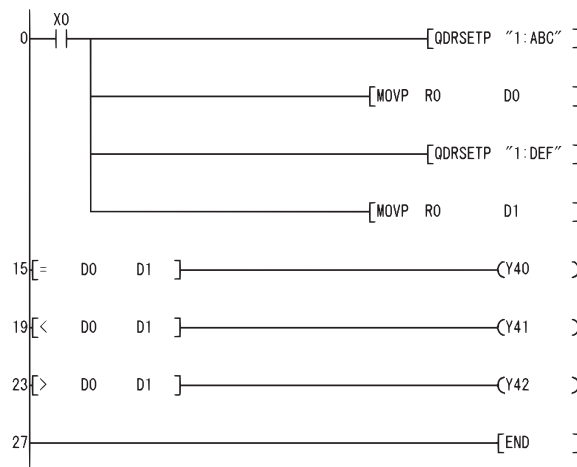 X0
0 [QDRSETP "1:ABC" ]
[MOVP R0 D0 ]
[QDRSETP "1:DEF" ]
[MOVP R0 D1 ]
15 [= D0 D1 ] (Y40 )
19 [< D0 D1 ] (Y41 )
23 [> D0 D1 ] (Y42 )
27 [END ]